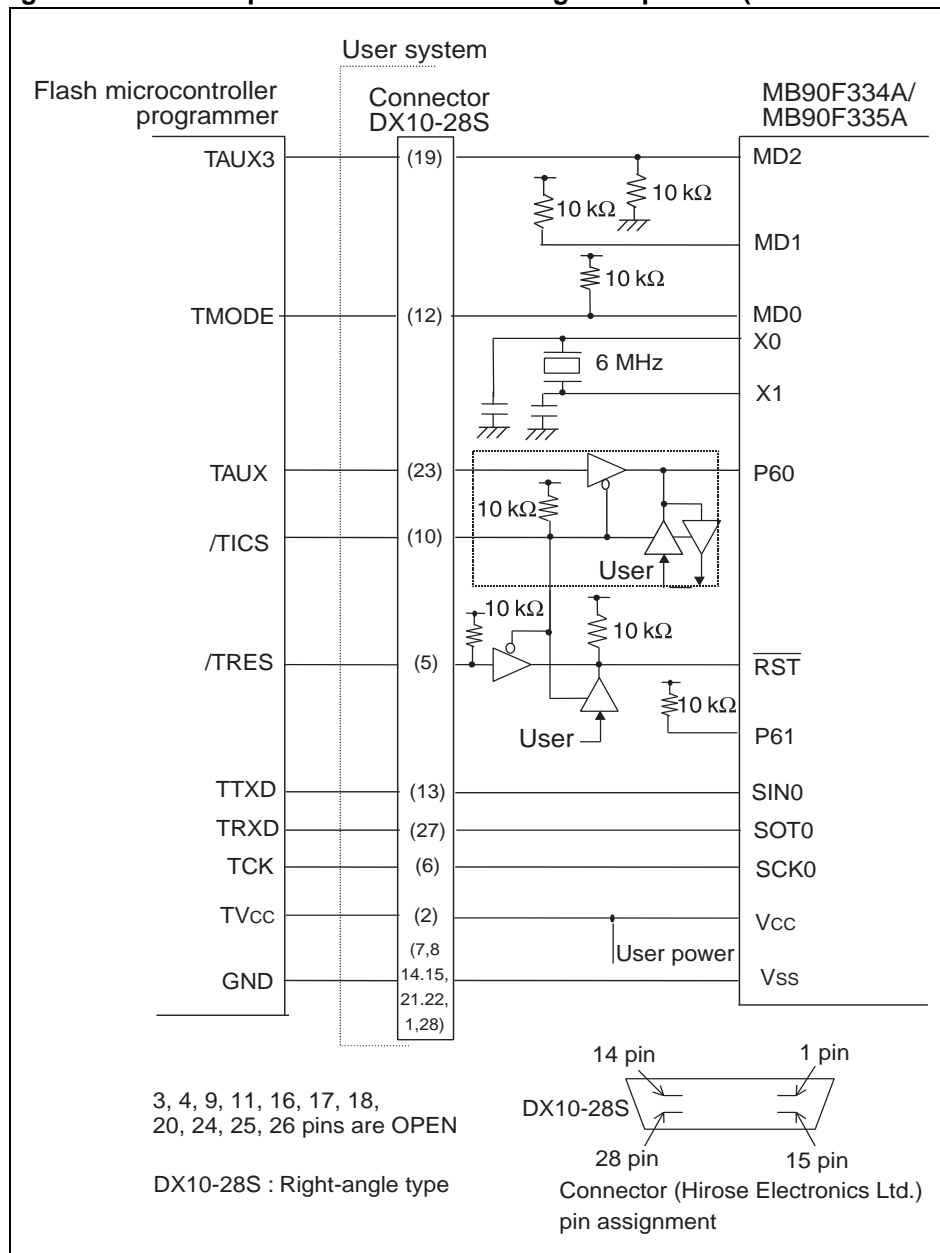 User system
Flash microcontroller
programmer
Connector
DX10-28S
MB90F334A/
MB90F335A
TAUX3
(19)
MD2
10 kΩ
10 kΩ
MD1
10 kΩ
TMODE
(12)
MD0
X0
6 MHz
X1
TAUX
(23)
P60
10 kΩ
/TICS
(10)
User
10 kΩ
10 kΩ
/TRES
(5)
RST
10 kΩ
User
P61
TTXD
(13)
SIN0
TRXD
(27)
SOT0
TCK
(6)
SCK0
TVcc
(2)
Vcc
User power
(7,8
14.15,
21.22,
1,28)
GND
Vss
14 pin
1 pin
3, 4, 9, 11, 16, 17, 18,
20, 24, 25, 26 pins are OPEN
DX10-28S
28 pin
15 pin
DX10-28S : Right-angle type
Connector (Hirose Electronics Ltd.)
pin assignment